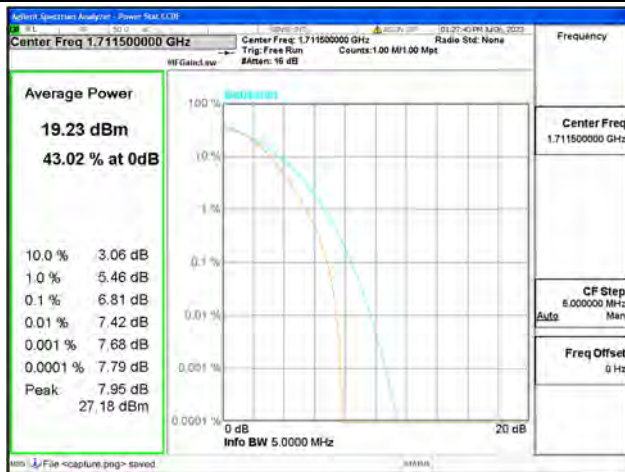 Agilent Spectrum Analyzer - Power Stat CCDF
Center Freq 1.711500000 GHz
Center Freq: 1.711500000 GHz
Radio Std: None
Trig: Free Run
Counts:1.00 M/1.00 Mpt
#IFGain:Low
#Atten: 16 dB
Frequency
Average Power
19.23 dBm
43.02 % at 0dB
10.0 % 3.06 dB
1.0 % 5.46 dB
0.1 % 6.81 dB
0.01 % 7.42 dB
0.001 % 7.68 dB
0.0001 % 7.79 dB
Peak 7.95 dB
27.18 dBm
Gaussian
100 %
10 %
1 %
0.1 %
0.01 %
0.001 %
0.0001 %
0 dB
20 dB
Info BW 5.0000 MHz
Center Freq
1.711500000 GHz
CF Step
5.000000 MHz
Auto Man
Freq Offset
0 Hz
MSG File <capture.png> saved
STATUS